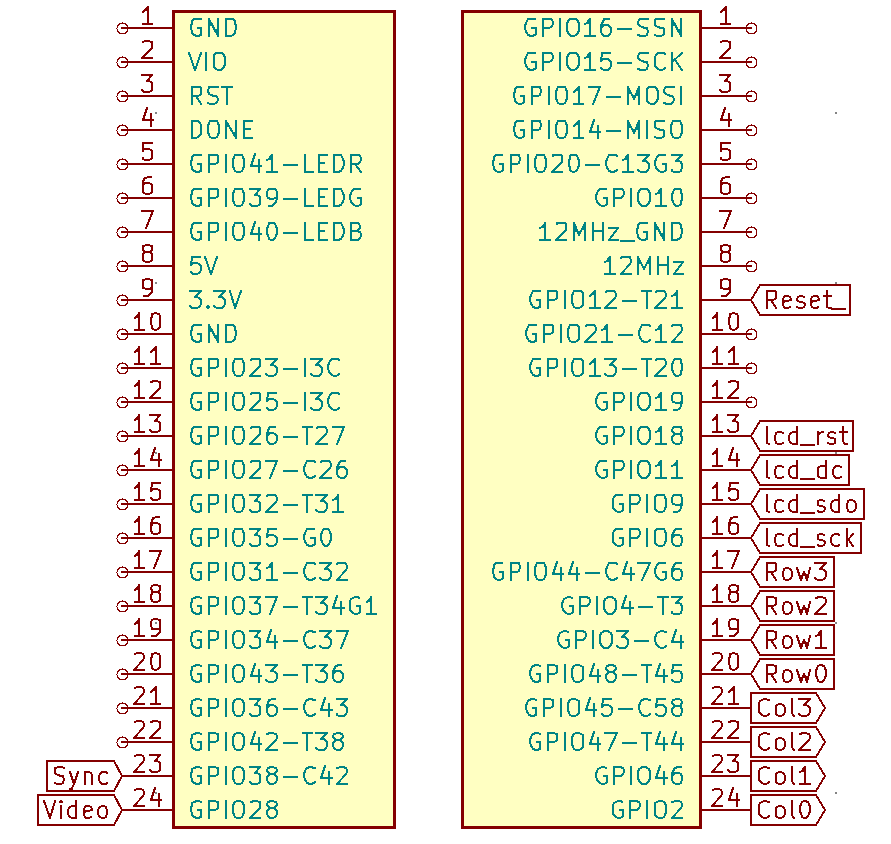 1 GND GPIO16-SSN 1
2 VIO GPIO15-SCK 2
3 RST GPIO17-MOSI 3
4 DONE GPIO14-MISO 4
5 GPIO41-LEDR GPIO20-C13G3 5
6 GPIO39-LEDG GPIO10 6
7 GPIO40-LEDB 12MHz_GND 7
8 5V 12MHz 8
9 3.3V GPIO12-T21 9 Reset_
10 GND GPIO21-C12 10
11 GPIO23-I3C GPIO13-T20 11
12 GPIO25-I3C GPIO19 12
13 GPIO26-T27 GPIO18 13 lcd_rst
14 GPIO27-C26 GPIO11 14 lcd_dc
15 GPIO32-T31 GPIO9 15 lcd_sdo
16 GPIO35-G0 GPIO6 16 lcd_sck
17 GPIO31-C32 GPIO44-C47G6 17 Row3
18 GPIO37-T34G1 GPIO4-T3 18 Row2
19 GPIO34-C37 GPIO3-C4 19 Row1
20 GPIO43-T36 GPIO48-T45 20 Row0
21 GPIO36-C43 GPIO45-C58 21 Col3
22 GPIO42-T38 GPIO47-T44 22 Col2
Sync 23 GPIO38-C42 GPIO46 23 Col1
Video 24 GPIO28 GPIO2 24 Col0